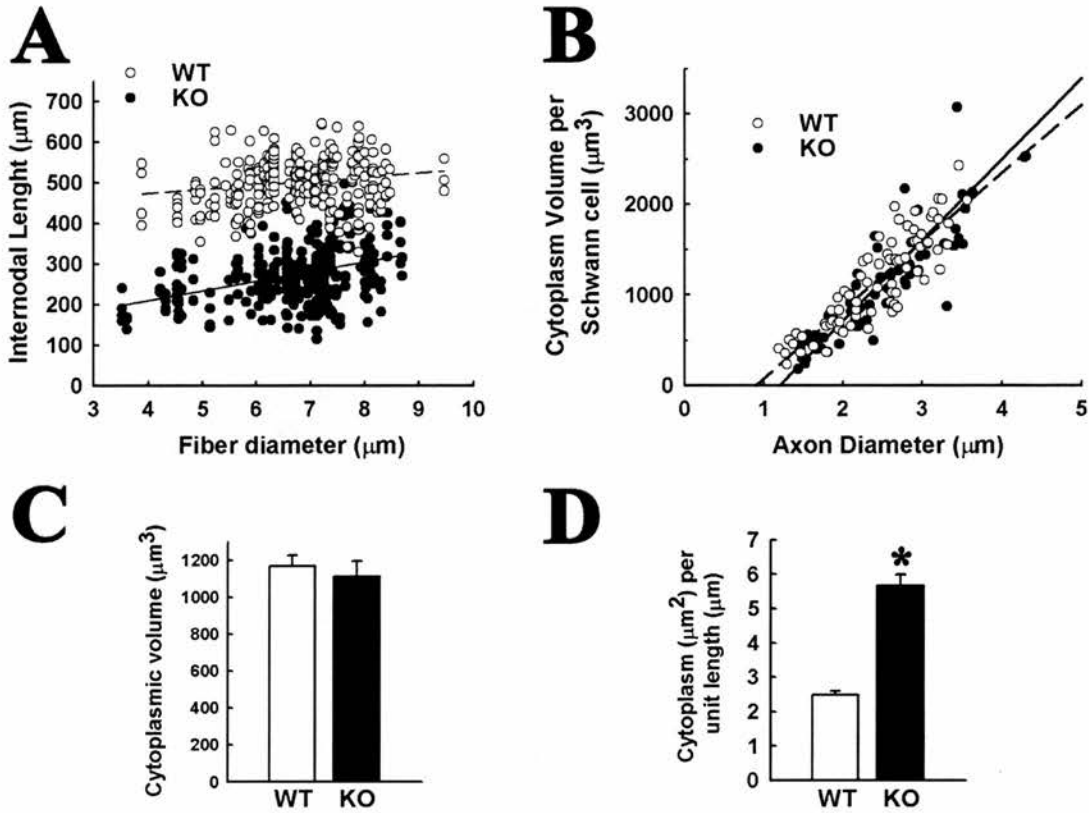 A
WT
KO
Internodal Lenght (μm)
700
600
500
400
300
200
100
0
3 4 5 6 7 8 9 10
Fiber diameter (μm)
B
WT
KO
Cytoplasm Volume per
Schwann cell (μm3)
3000
2000
1000
0
0 1 2 3 4 5
Axon Diameter (μm)
C
Cytoplasmic volume (μm3)
1200
1000
800
600
400
200
0
WT KO
D
Cytoplasm (μm2) per
unit length (μm)
7
6
5
4
3
2
1
0
*
WT KO